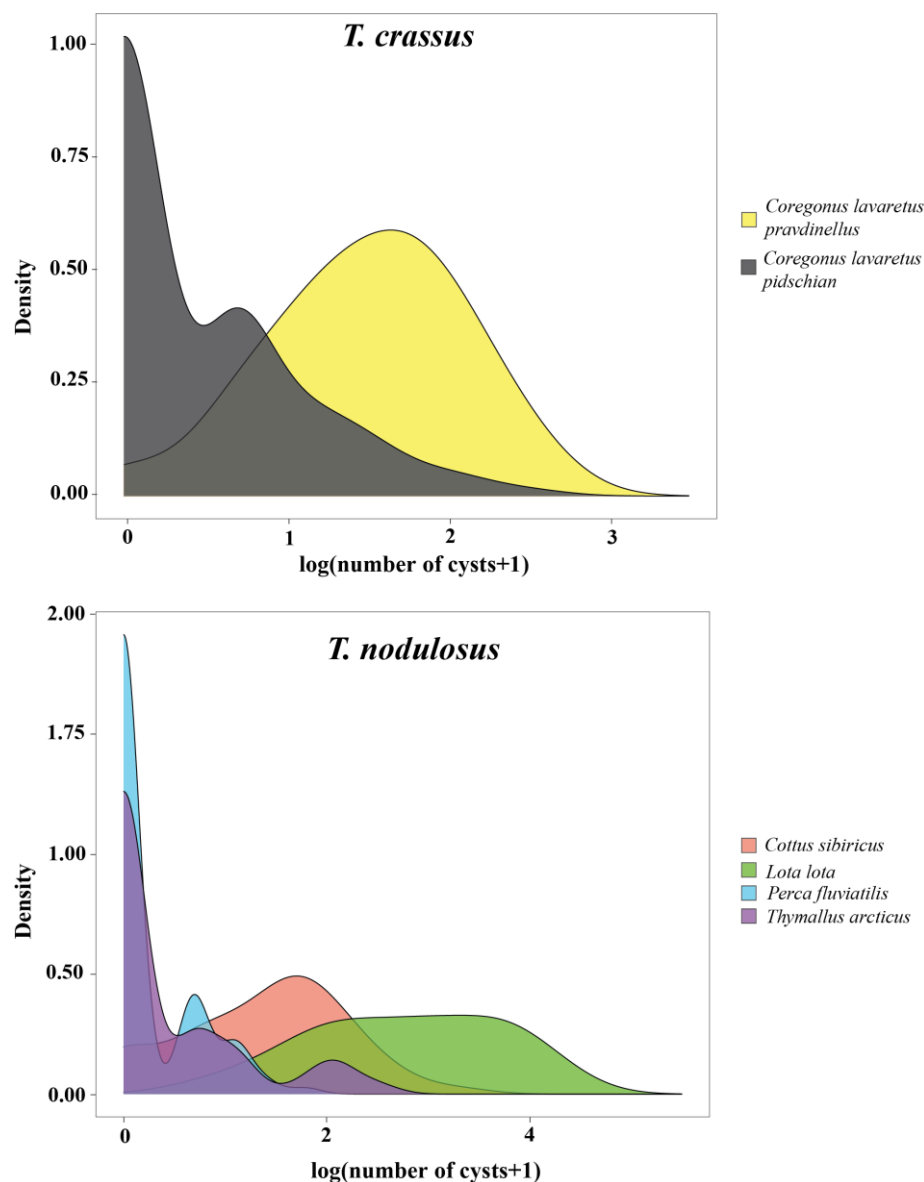 T. crassus
1.00
0.75
0.50
0.25
0.00
Density
0
1
2
3
log(number of cysts+1)
Coregonus lavaretus
pravdinellus
Coregonus lavaretus
pidschian
T. nodulosus
2.00
1.75
1.00
0.50
0.00
Density
0
2
4
log(number of cysts+1)
Cottus sibiricus
Lota lota
Perca fluviatilis
Thymallus arcticus